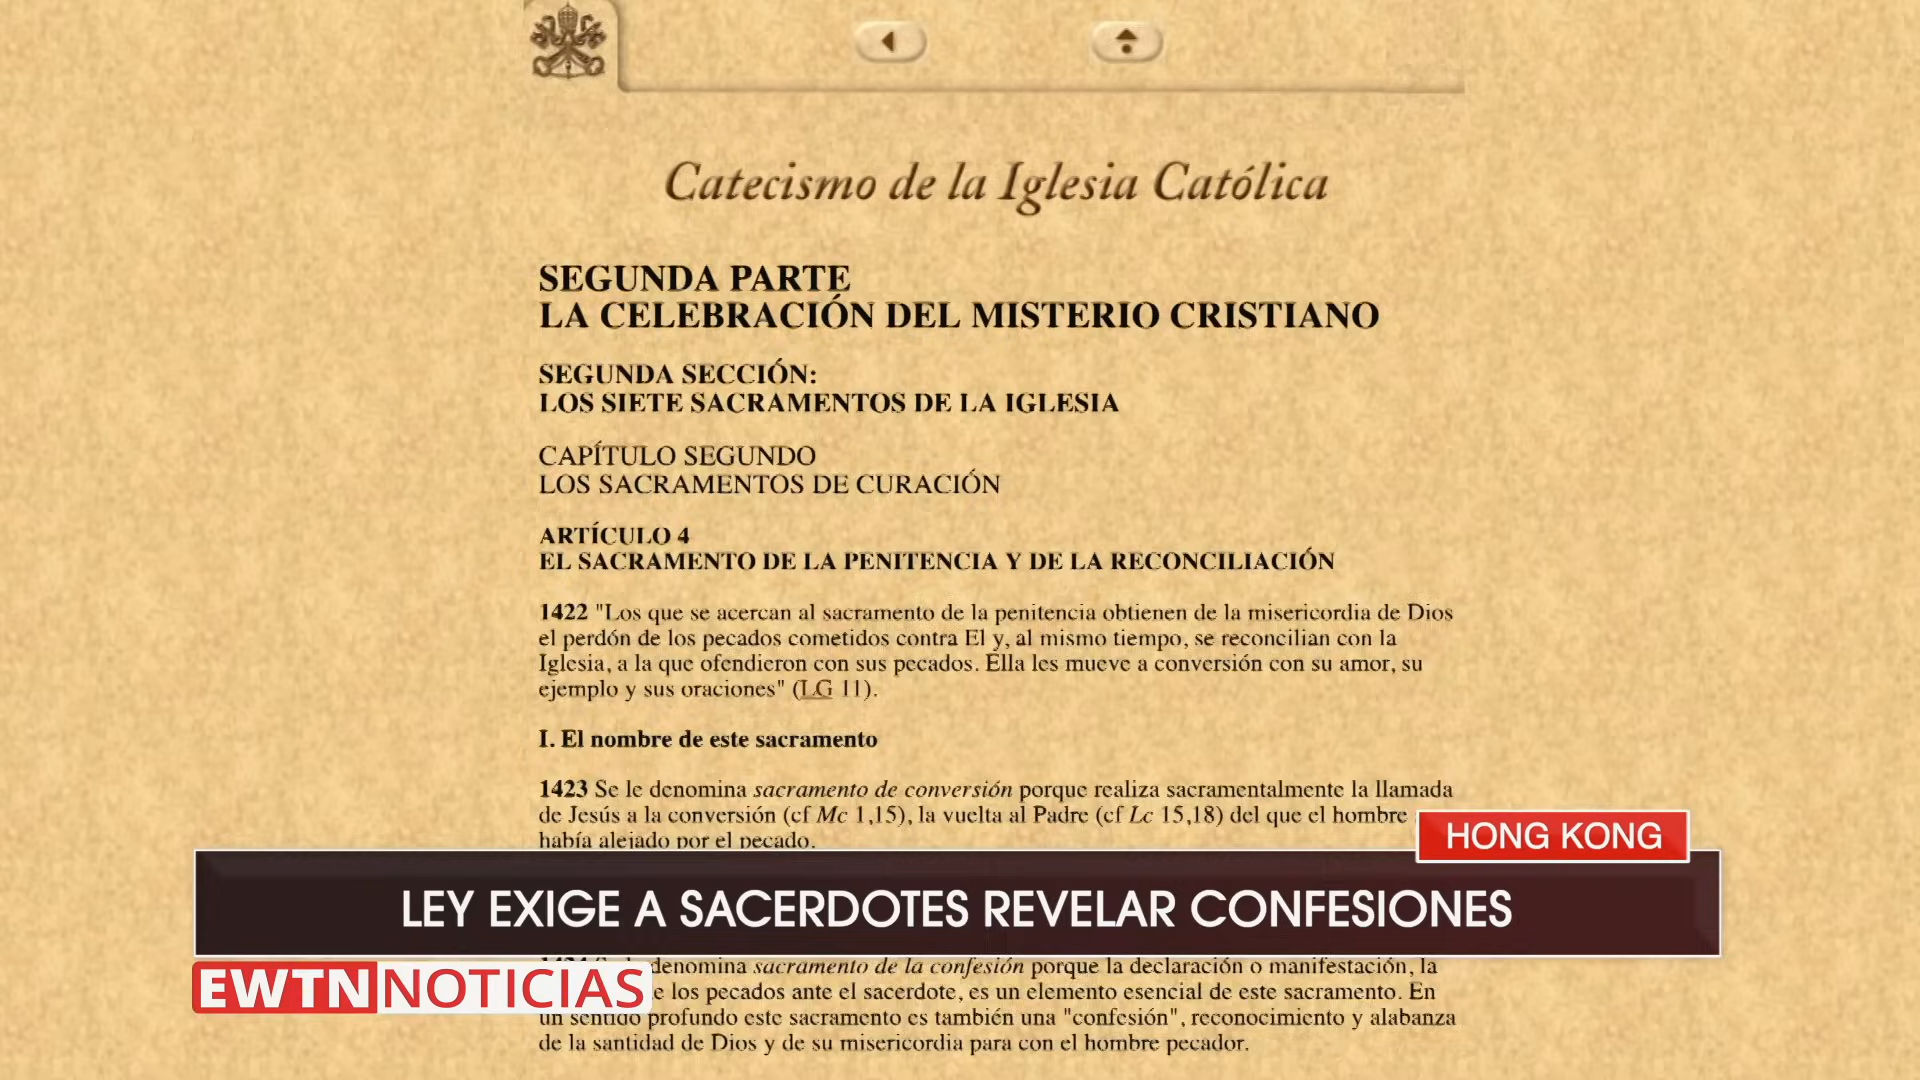 Catecismo de la Iglesia Católica
SEGUNDA PARTE
LA CELEBRACIÓN DEL MISTERIO CRISTIANO
SEGUNDA SECCIÓN:
LOS SIETE SACRAMENTOS DE LA IGLESIA
CAPÍTULO SEGUNDO
LOS SACRAMENTOS DE CURACIÓN
ARTÍCULO 4
EL SACRAMENTO DE LA PENITENCIA Y DE LA RECONCILIACIÓN
1422 "Los que se acercan al sacramento de la penitencia obtienen de la misericordia de Dios
el perdón de los pecados cometidos contra El y, al mismo tiempo, se reconcilian con la
Iglesia, a la que ofendieron con sus pecados. Ella les mueve a conversión con su amor, su
ejemplo y sus oraciones" (LG 11).
I. El nombre de este sacramento
1423 Se le denomina sacramento de conversión porque realiza sacramentalmente la llamada
de Jesús a la conversión (cf Mc 1,15), la vuelta al Padre (cf Lc 15,18) del que el hombre
había alejado por el pecado.
HONG KONG
LEY EXIGE A SACERDOTES REVELAR CONFESIONES
denomina sacramento de la confesión porque la declaración o manifestación, la
EWTN NOTICIAS
los pecados ante el sacerdote, es un elemento esencial de este sacramento. En
un sentido profundo este sacramento es también una "confesión", reconocimiento y alabanza
de la santidad de Dios y de su misericordia para con el hombre pecador.